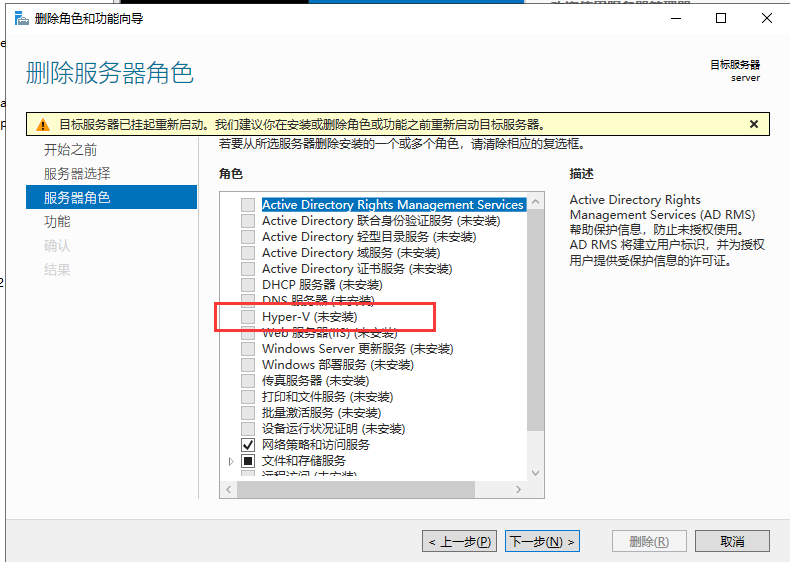 删除角色和功能向导
删除服务器角色
目标服务器
server
目标服务器已挂起重新启动。我们建议你在安装或删除角色或功能之前重新启动目标服务器。
若要从所选服务器删除安装的一个或多个角色，请清除相应的复选框。
开始之前
服务器选择
服务器角色
功能
确认
结果
角色
Active Directory Rights Management Services
Active Directory 联合身份验证服务 (未安装)
Active Directory 轻型目录服务 (未安装)
Active Directory 域服务 (未安装)
Active Directory 证书服务 (未安装)
DHCP 服务器 (未安装)
DNS 服务器 (未安装)
Hyper-V (未安装)
Web 服务器(IIS) (未安装)
Windows Server 更新服务 (未安装)
Windows 部署服务 (未安装)
传真服务器 (未安装)
打印和文件服务 (未安装)
批量激活服务 (未安装)
设备运行状况证明 (未安装)
网络策略和访问服务
文件和存储服务
远程访问 (未安装)
描述
Active Directory Rights
Management Services (AD RMS)
帮助保护信息，防止未授权使用。
AD RMS 将建立用户标识，并为授权
用户提供受保护信息的许可证。
< 上一步(P)
下一步(N) >
删除(R)
取消